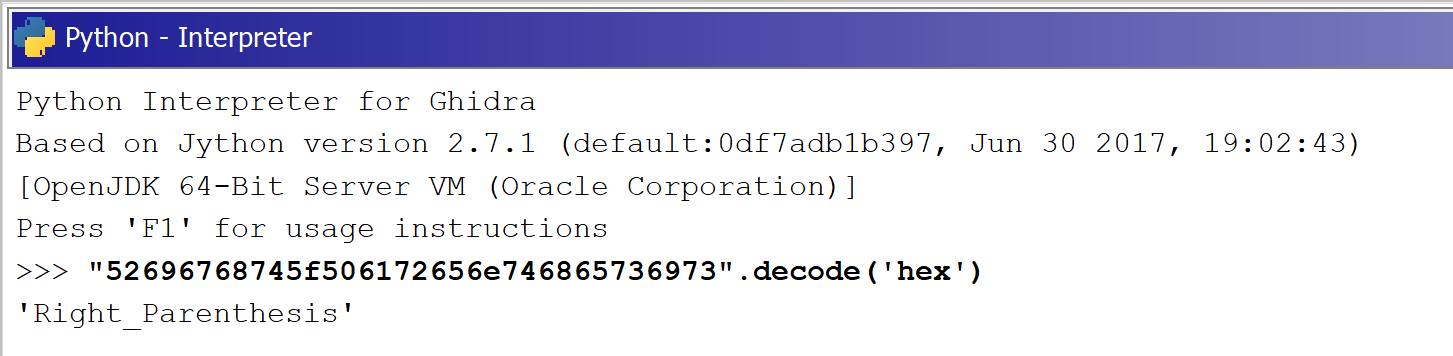 Python - Interpreter
Python Interpreter for Ghidra
Based on Jython version 2.7.1 (default:0df7adb1b397, Jun 30 2017, 19:02:43)
[OpenJDK 64-Bit Server VM (Oracle Corporation)]
Press 'F1' for usage instructions
>>> "52696768745f506172656e746865736973".decode('hex')
'Right_Parenthesis'